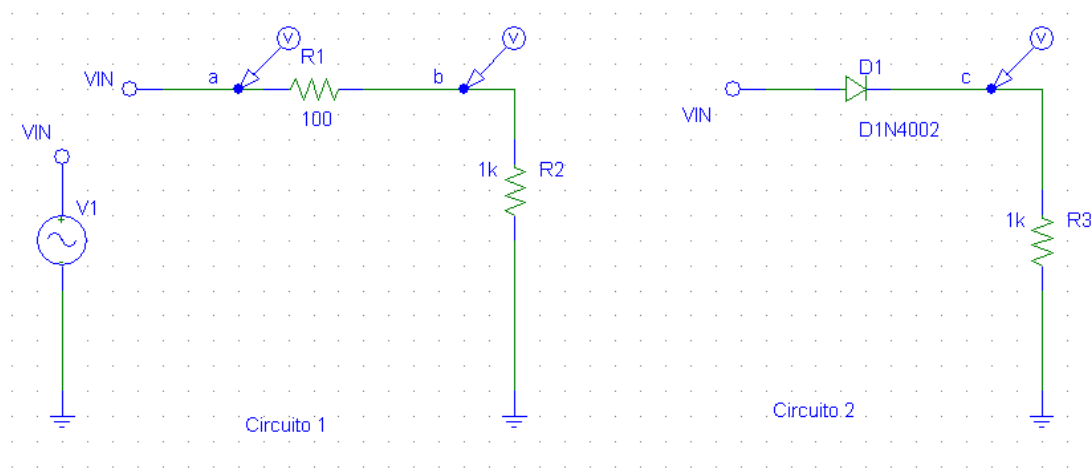 V
V
V
R1
VIN
a
b
100
D1
c
VIN
D1N4002
VIN
V1
1k
R2
1k
R3
Circuito 1
Circuito 2